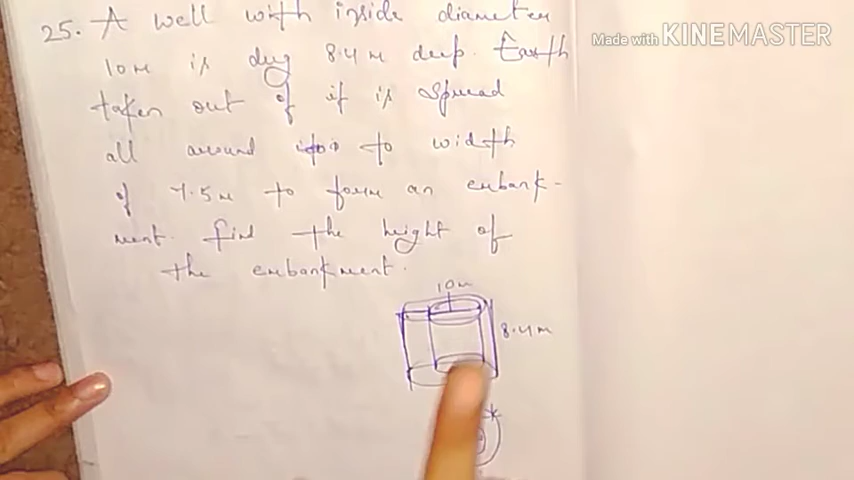 25. A well with inside diameter
10m is dug 8.4m deep. Earth
taken out of it is spread
all around to width
of 7.5m to form an embank-
ment. find the height of
the embankment.
10m
8.4m
Made with KINEMASTER